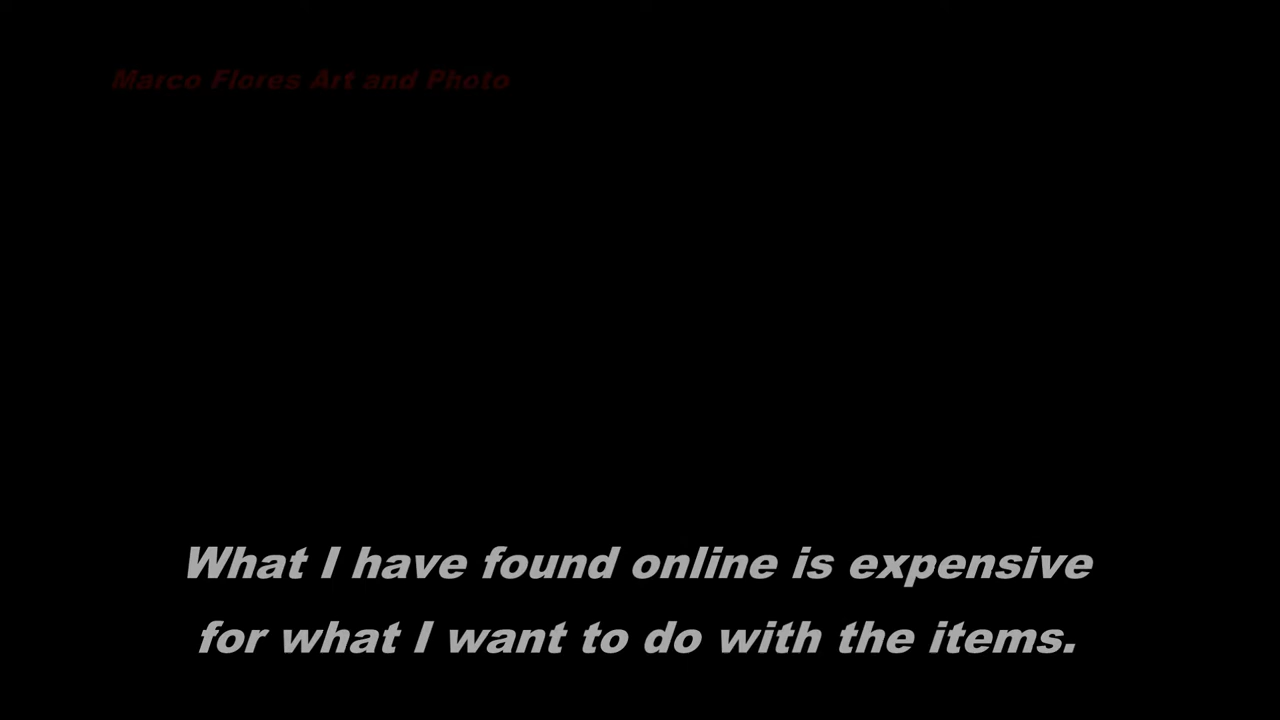 Marco Flores Art and Photo
What I have found online is expensive
for what I want to do with the items.